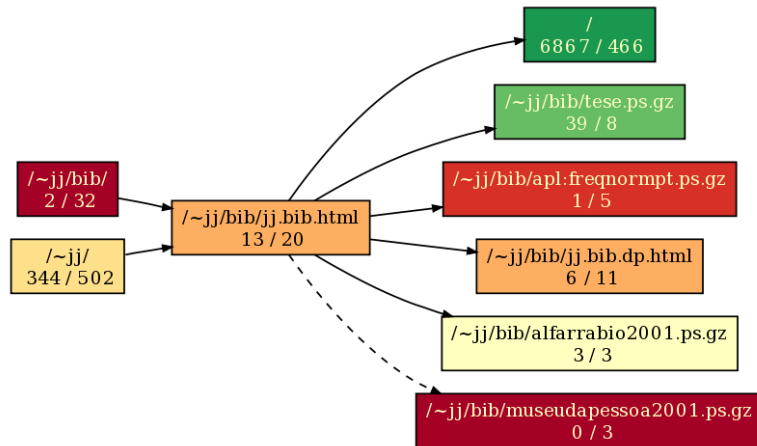 /~jj/bib/
2 / 32
/~jj/
344 / 502
/~jj/bib/jj.bib.html
13 / 20
/
6867 / 466
/~jj/bib/tese.ps.gz
39 / 8
/~jj/bib/apl:freqnormpt.ps.gz
1 / 5
/~jj/bib/jj.bib.dp.html
6 / 11
/~jj/bib/alfarrabio2001.ps.gz
3 / 3
/~jj/bib/museudapessoa2001.ps.gz
0 / 3